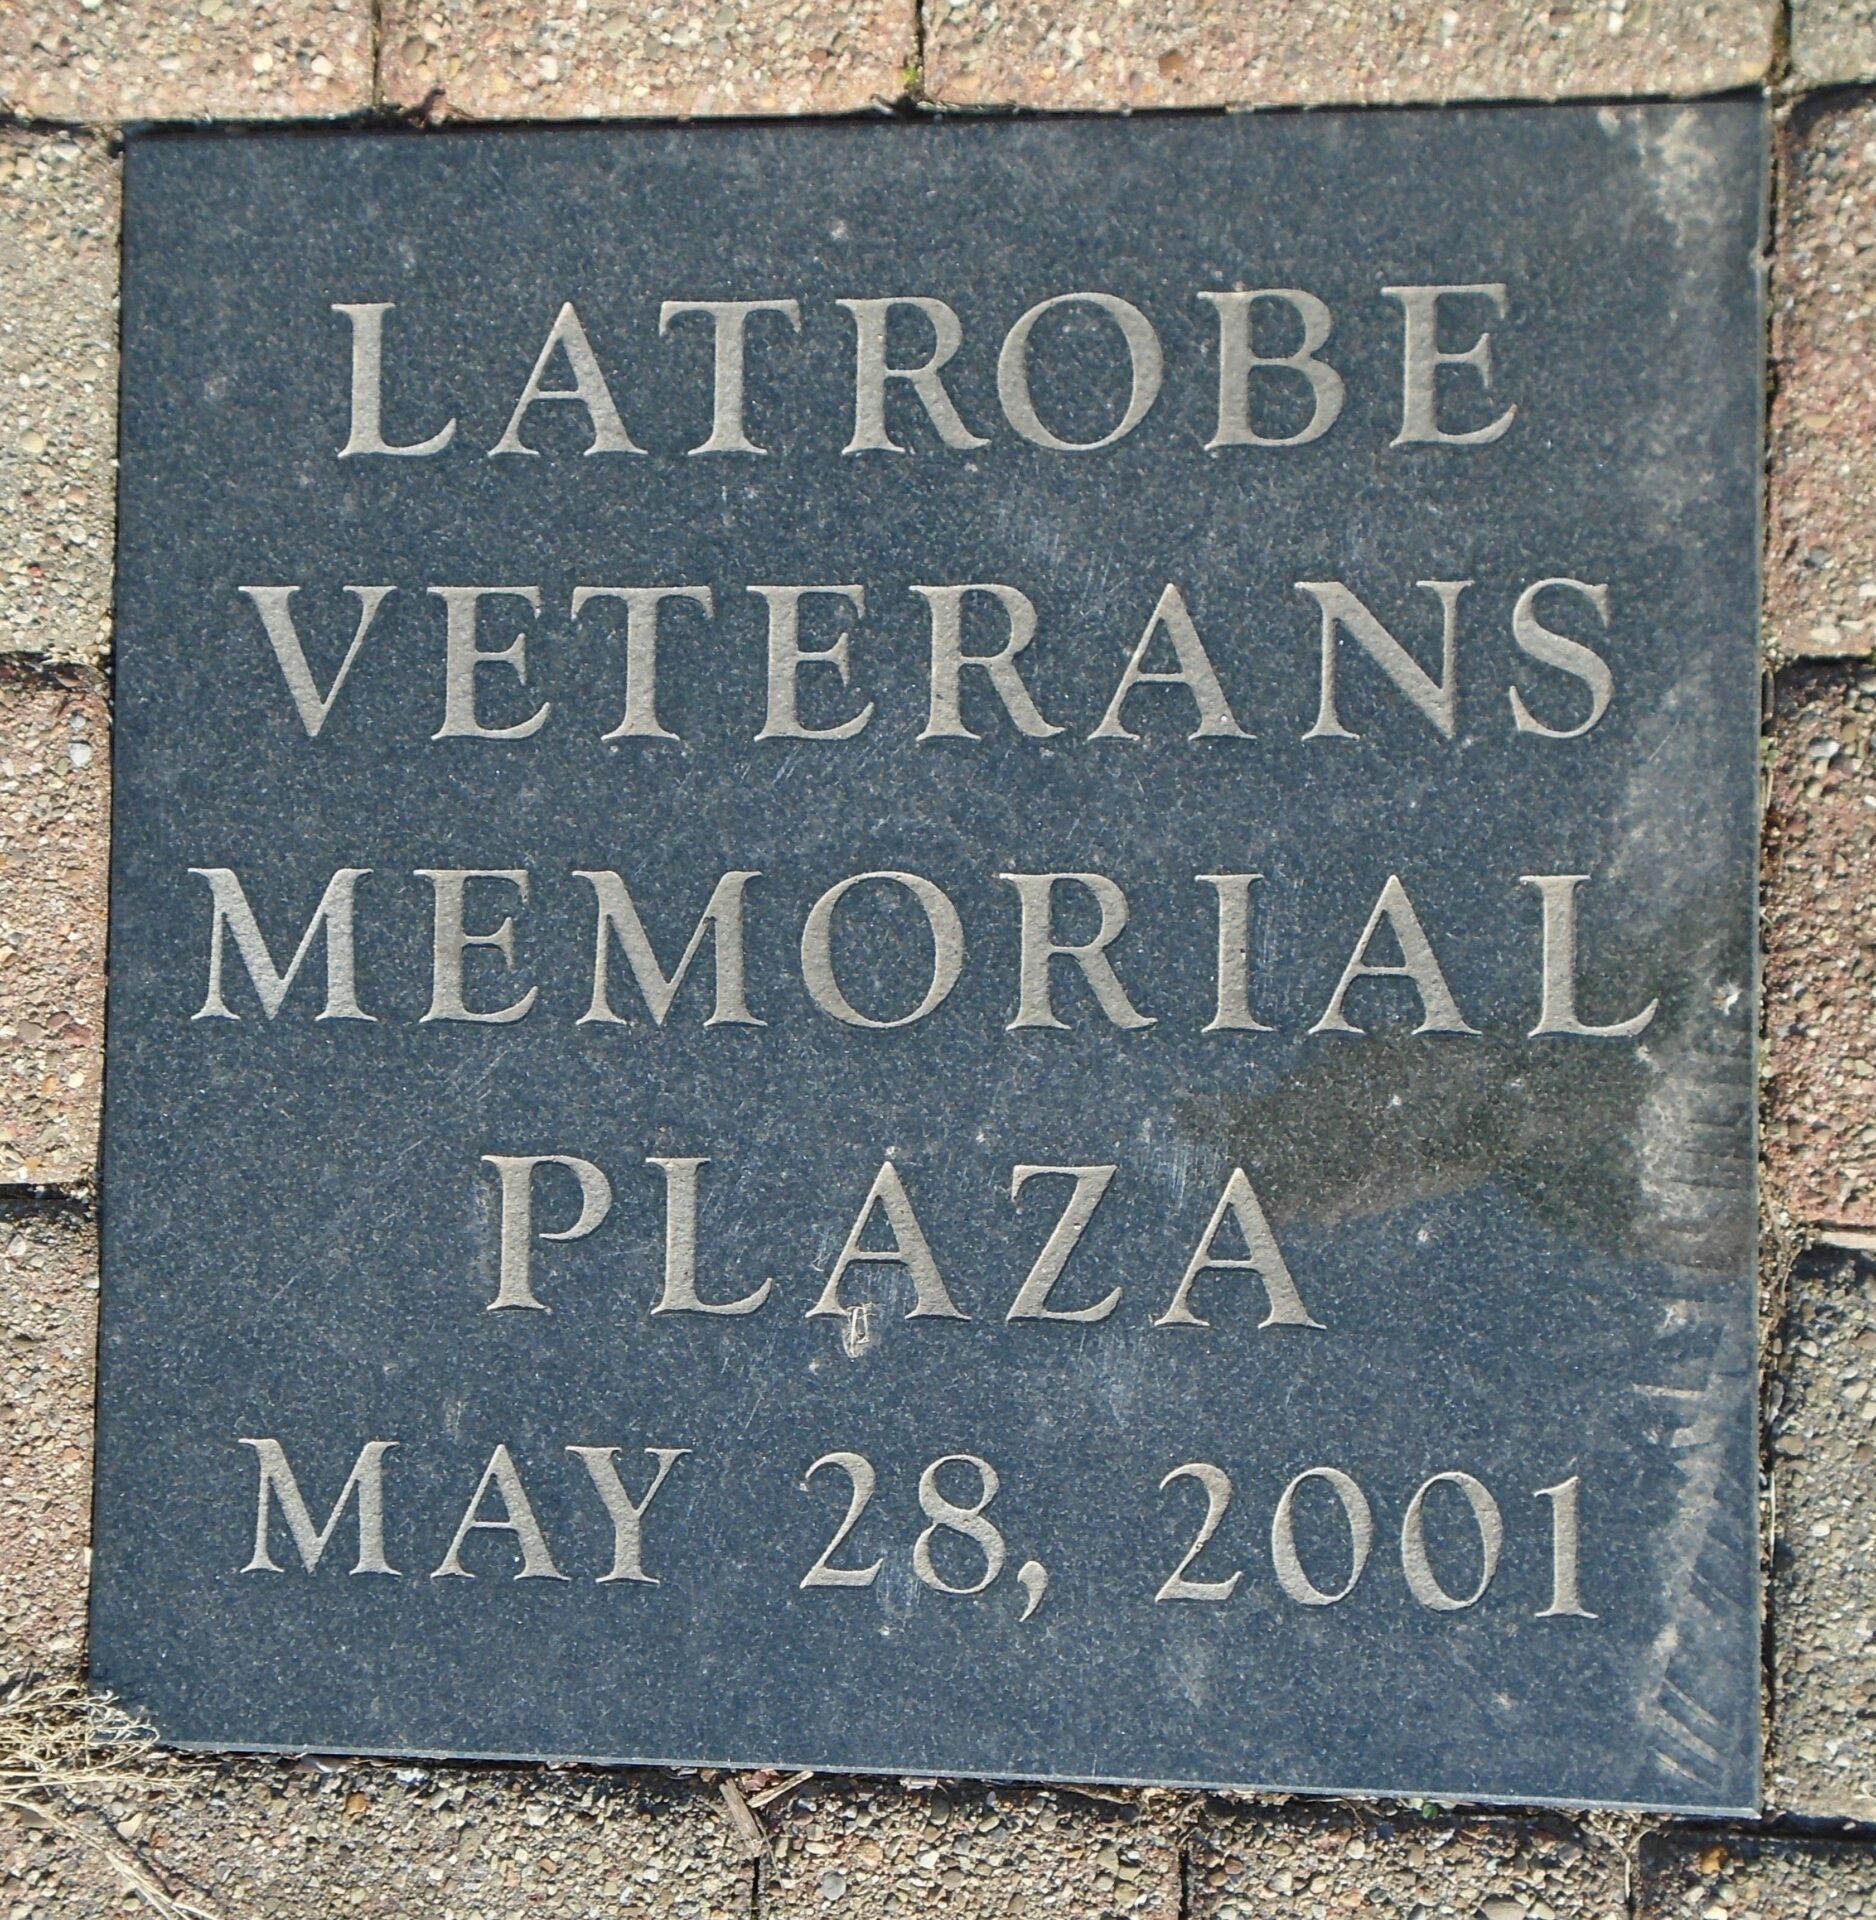 LATROBE
VETERANS
MEMORIAL
PLAZA
MAY 28, 2001